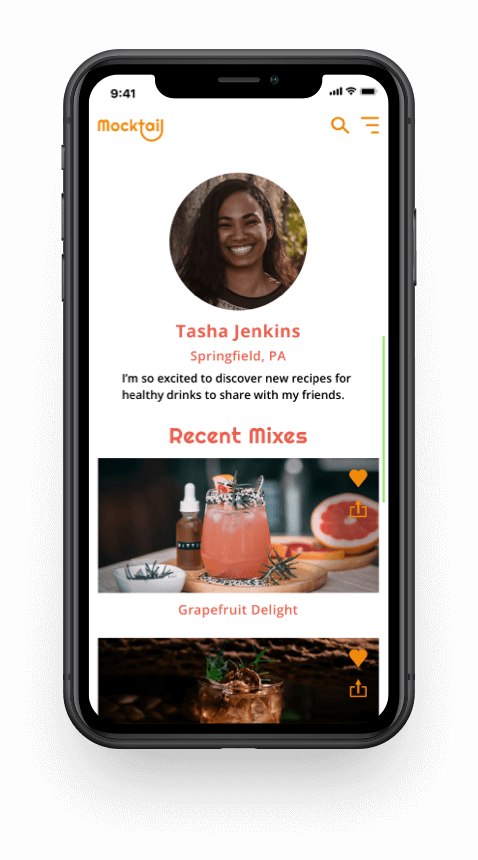 9:41
Mocktail
Tasha Jenkins
Springfield, PA
I'm so excited to discover new recipes for
healthy drinks to share with my friends.
Recent Mixes
Grapefruit Delight